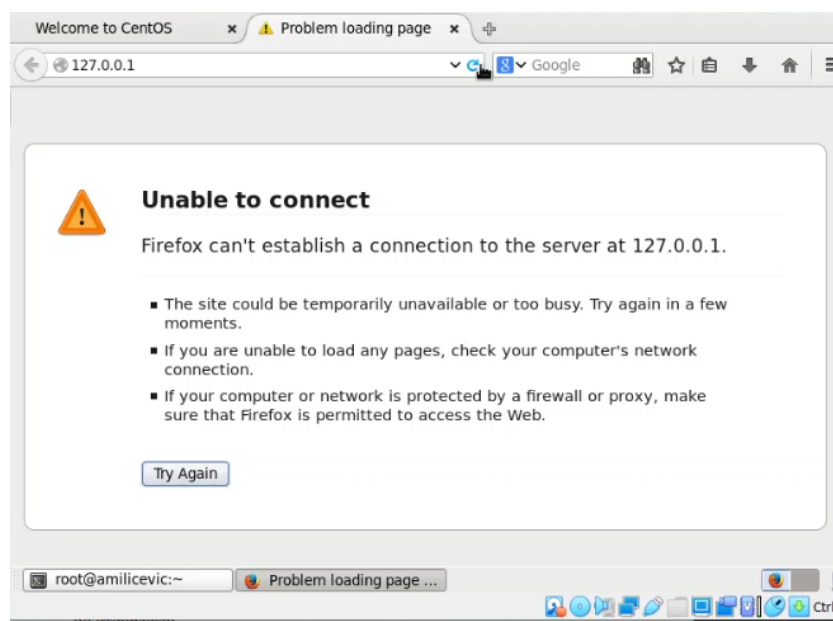 Welcome to CentOS
Problem loading page
127.0.0.1
8
Google
Unable to connect
Firefox can't establish a connection to the server at 127.0.0.1.
The site could be temporarily unavailable or too busy. Try again in a few
moments.
If you are unable to load any pages, check your computer's network
connection.
If your computer or network is protected by a firewall or proxy, make
sure that Firefox is permitted to access the Web.
Try Again
root@amilicevic:~
Problem loading page ...
Ctrl